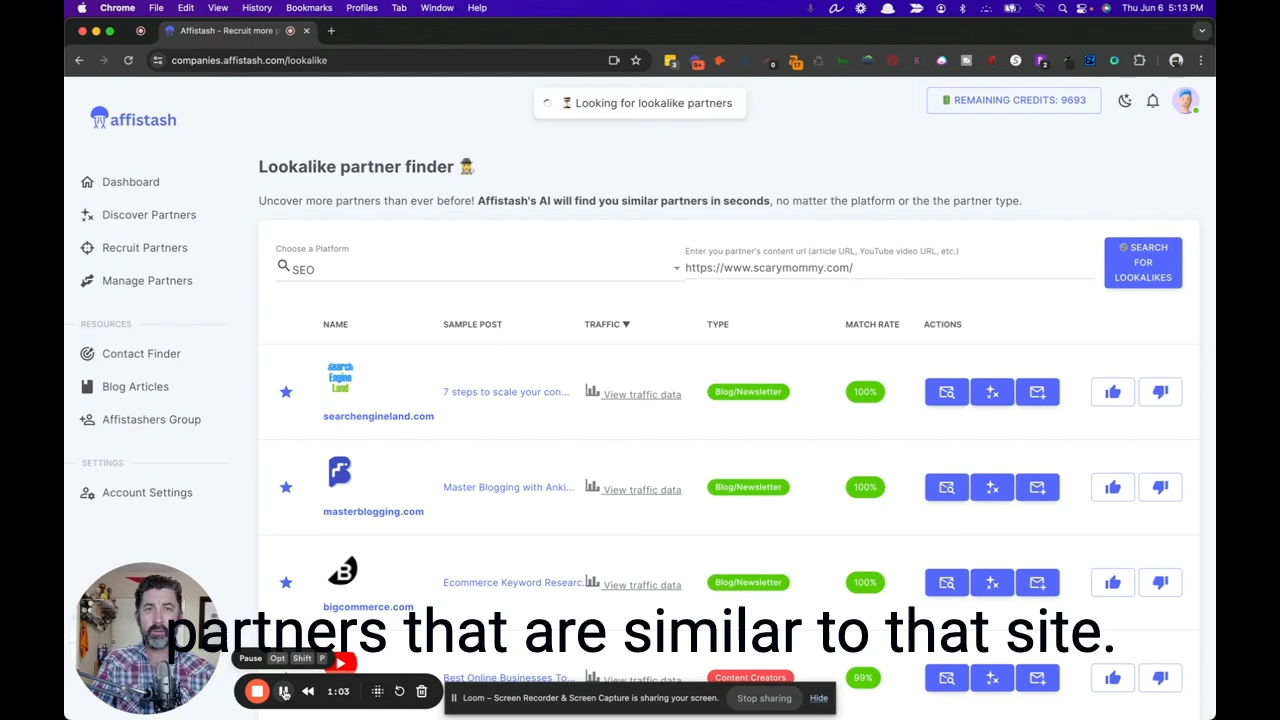 Chrome File Edit View History Bookmarks Profiles Tab Window Help Thu Jun 6 5:13 PM
Affistash - Recruit more p
companies.affistash.com/lookalike
affistash
⏳ Looking for lookalike partners
REMAINING CREDITS: 9693
Dashboard
Discover Partners
Recruit Partners
Manage Partners
RESOURCES
Contact Finder
Blog Articles
Affistashers Group
SETTINGS
Account Settings
Lookalike partner finder
Uncover more partners than ever before! Affistash's AI will find you similar partners in seconds, no matter the platform or the the partner type.
Choose a Platform
SEO
Enter you partner's content url (article URL, YouTube video URL, etc.)
https://www.scarymommy.com/
SEARCH
FOR
LOOKALIKES
NAME SAMPLE POST TRAFFIC ▼ TYPE MATCH RATE ACTIONS
Search
Engine
Land
searchengineland.com
7 steps to scale your con... View traffic data Blog/Newsletter 100%
masterblogging.com
Master Blogging with Anki... View traffic data Blog/Newsletter 100%
B
bigcommerce.com
Ecommerce Keyword Researc... View traffic data Blog/Newsletter 100%
Best Online Businesses To... View traffic data Content Creators 99%
partners that are similar to that site.
Pause Opt Shift P
1:03
Loom – Screen Recorder & Screen Capture is sharing your screen. Stop sharing Hide